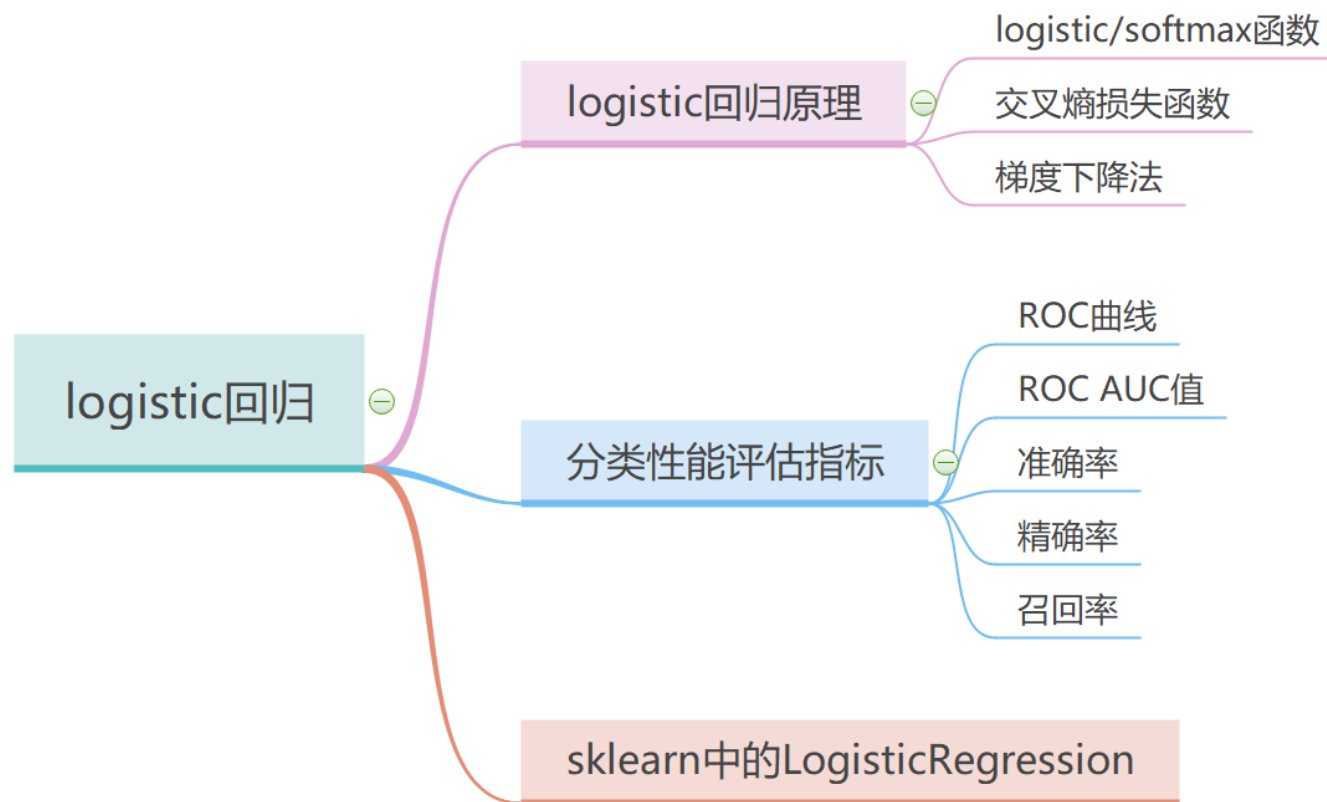 logistic回归
logistic回归原理
logistic/softmax函数
交叉熵损失函数
梯度下降法
分类性能评估指标
ROC曲线
ROC AUC值
准确率
精确率
召回率
sklearn中的LogisticRegression